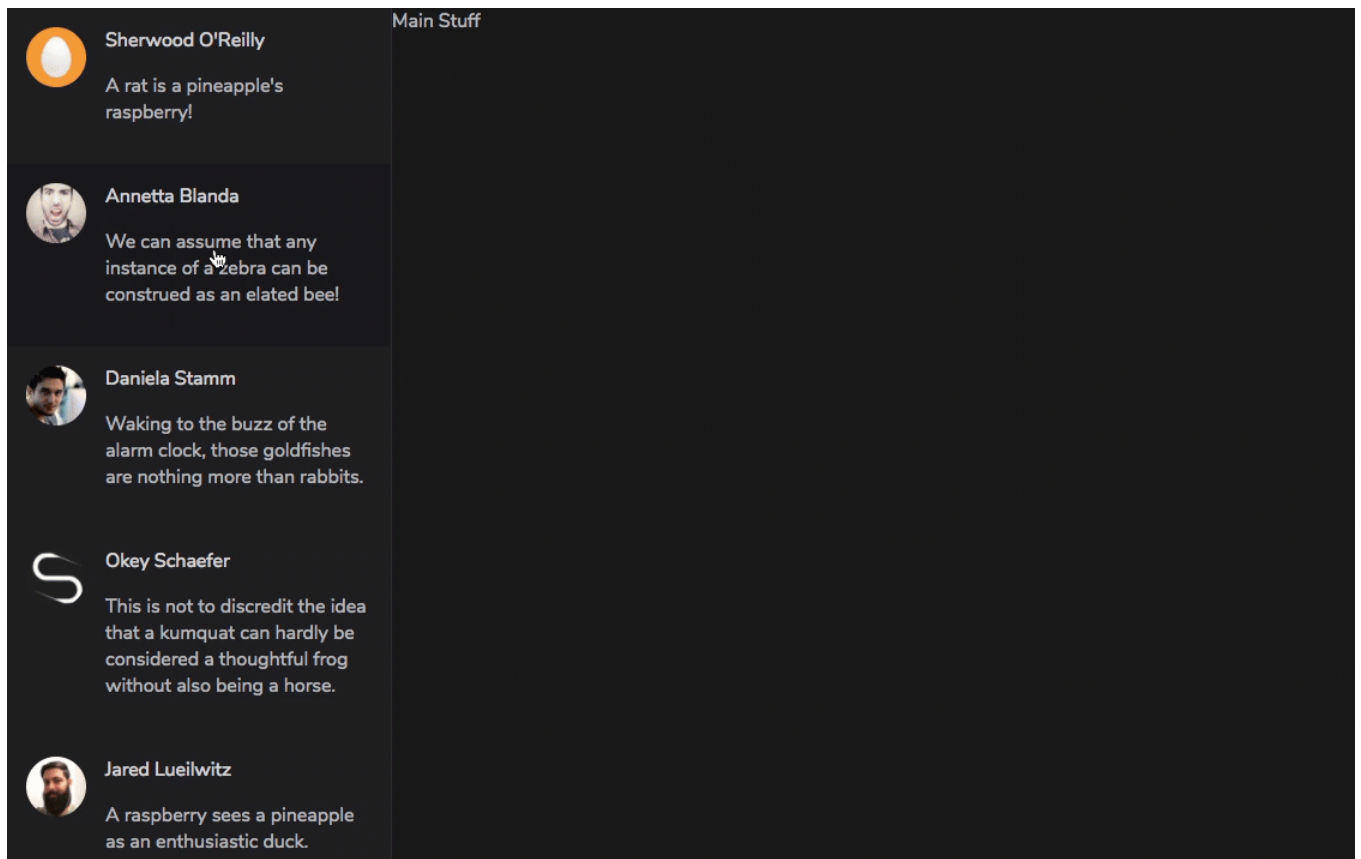 Sherwood O'Reilly
A rat is a pineapple's
raspberry!
Annetta Blanda
We can assume that any
instance of a zebra can be
construed as an elated bee!
Daniela Stamm
Waking to the buzz of the
alarm clock, those goldfishes
are nothing more than rabbits.
Okey Schaefer
This is not to discredit the idea
that a kumquat can hardly be
considered a thoughtful frog
without also being a horse.
Jared Lueilwitz
A raspberry sees a pineapple
as an enthusiastic duck.
Main Stuff